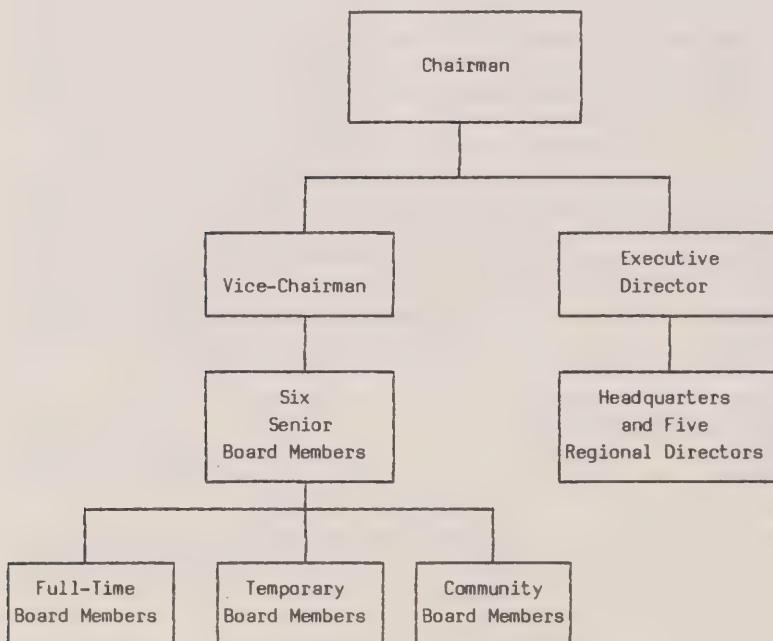 Chairman
Vice-Chairman
Executive
Director
Six
Senior
Board Members
Headquarters
and Five
Regional Directors
Full-Time
Board Members
Temporary
Board Members
Community
Board Members